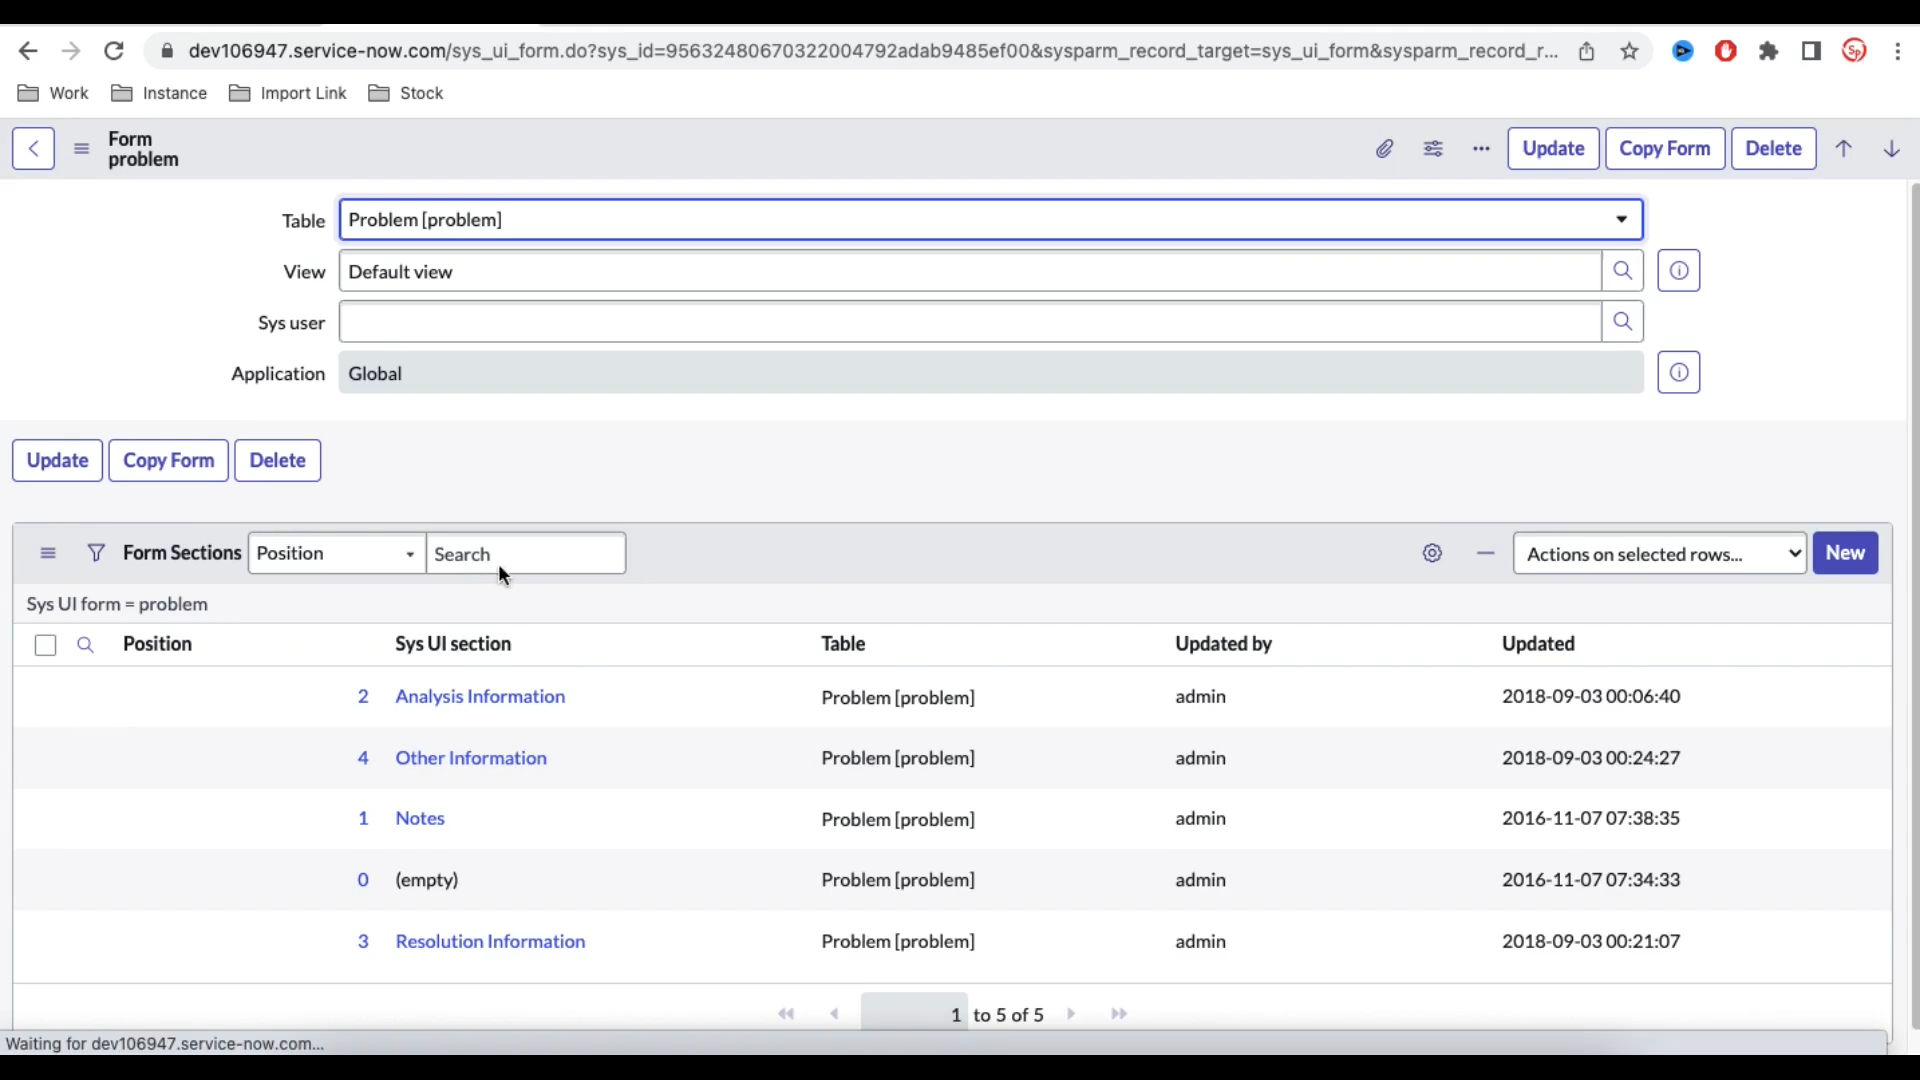 dev106947.service-now.com/sys_ui_form.do?sys_id=95632480670322004792adab9485ef00&sysparm_record_target=sys_ui_form&sysparm_record_r...
Work Instance Import Link Stock
Form
problem
Update Copy Form Delete
Table Problem [problem]
View Default view
Sys user
Application Global
Update Copy Form Delete
Form Sections Position Search Actions on selected rows... New
Sys UI form = problem
Position Sys UI section Table Updated by Updated
2 Analysis Information Problem [problem] admin 2018-09-03 00:06:40
4 Other Information Problem [problem] admin 2018-09-03 00:24:27
1 Notes Problem [problem] admin 2016-11-07 07:38:35
0 (empty) Problem [problem] admin 2016-11-07 07:34:33
3 Resolution Information Problem [problem] admin 2018-09-03 00:21:07
1 to 5 of 5
Waiting for dev106947.service-now.com...